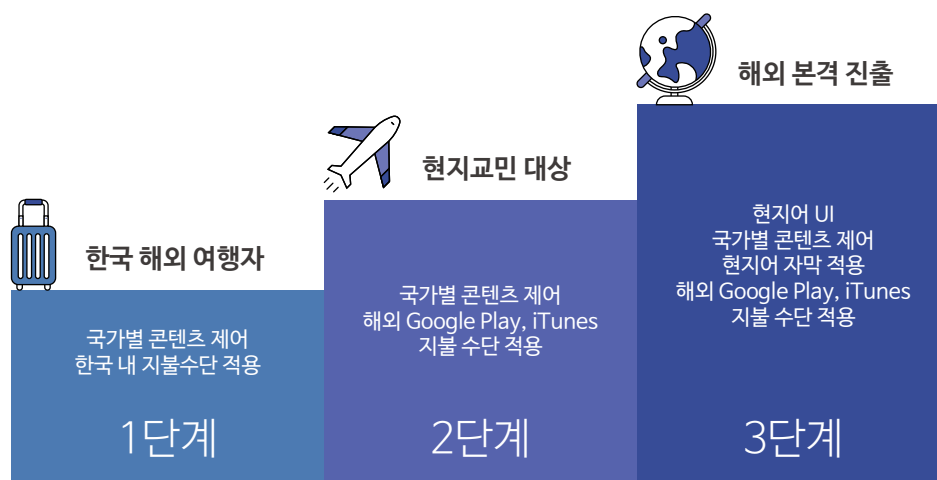 한국 해외 여행자
국가별 콘텐츠 제어
한국 내 지불수단 적용
1단계
현지교민 대상
국가별 콘텐츠 제어
해외 Google Play, iTunes
지불 수단 적용
2단계
해외 본격 진출
현지어 UI
국가별 콘텐츠 제어
현지어 자막 적용
해외 Google Play, iTunes
지불 수단 적용
3단계